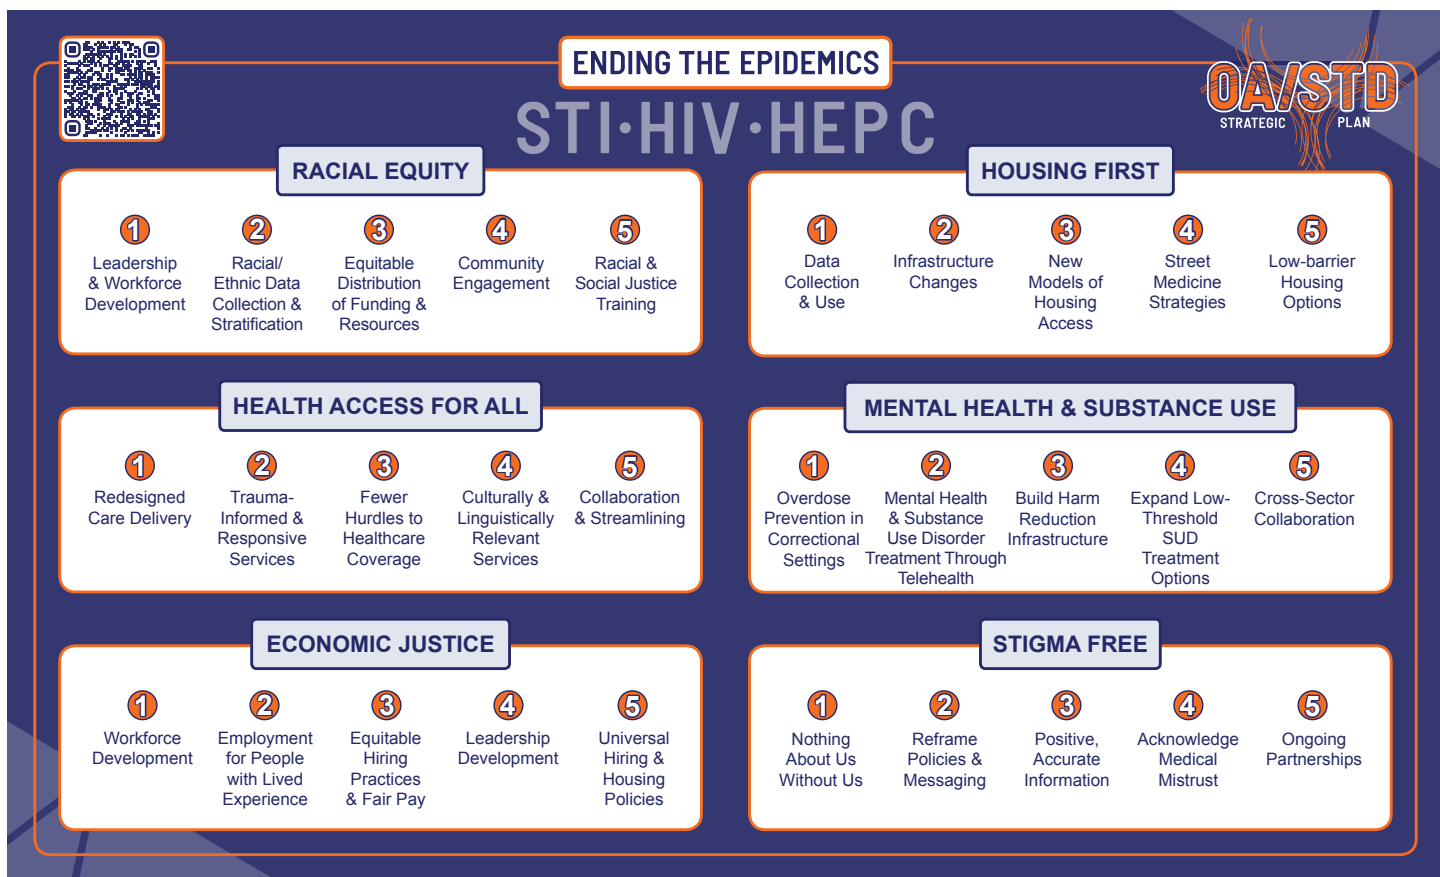 ENDING THE EPIDEMICS
STI·HIV·HEP C
OA/STD
STRATEGIC PLAN
RACIAL EQUITY
1
Leadership
& Workforce
Development
2
Racial/
Ethnic Data
Collection &
Stratification
3
Equitable
Distribution
of Funding &
Resources
4
Community
Engagement
5
Racial &
Social Justice
Training
HOUSING FIRST
1
Data
Collection
& Use
2
Infrastructure
Changes
3
New
Models of
Housing
Access
4
Street
Medicine
Strategies
5
Low-barrier
Housing
Options
HEALTH ACCESS FOR ALL
1
Redesigned
Care Delivery
2
Trauma-
Informed &
Responsive
Services
3
Fewer
Hurdles to
Healthcare
Coverage
4
Culturally &
Linguistically
Relevant
Services
5
Collaboration
& Streamlining
MENTAL HEALTH & SUBSTANCE USE
1
Overdose
Prevention in
Correctional
Settings
2
Mental Health
& Substance
Use Disorder
Treatment Through
Telehealth
3
Build Harm
Reduction
Infrastructure
4
Expand Low-
Threshold
SUD
Treatment
Options
5
Cross-Sector
Collaboration
ECONOMIC JUSTICE
1
Workforce
Development
2
Employment
for People
with Lived
Experience
3
Equitable
Hiring
Practices
& Fair Pay
4
Leadership
Development
5
Universal
Hiring &
Housing
Policies
STIGMA FREE
1
Nothing
About Us
Without Us
2
Reframe
Policies &
Messaging
3
Positive,
Accurate
Information
4
Acknowledge
Medical
Mistrust
5
Ongoing
Partnerships